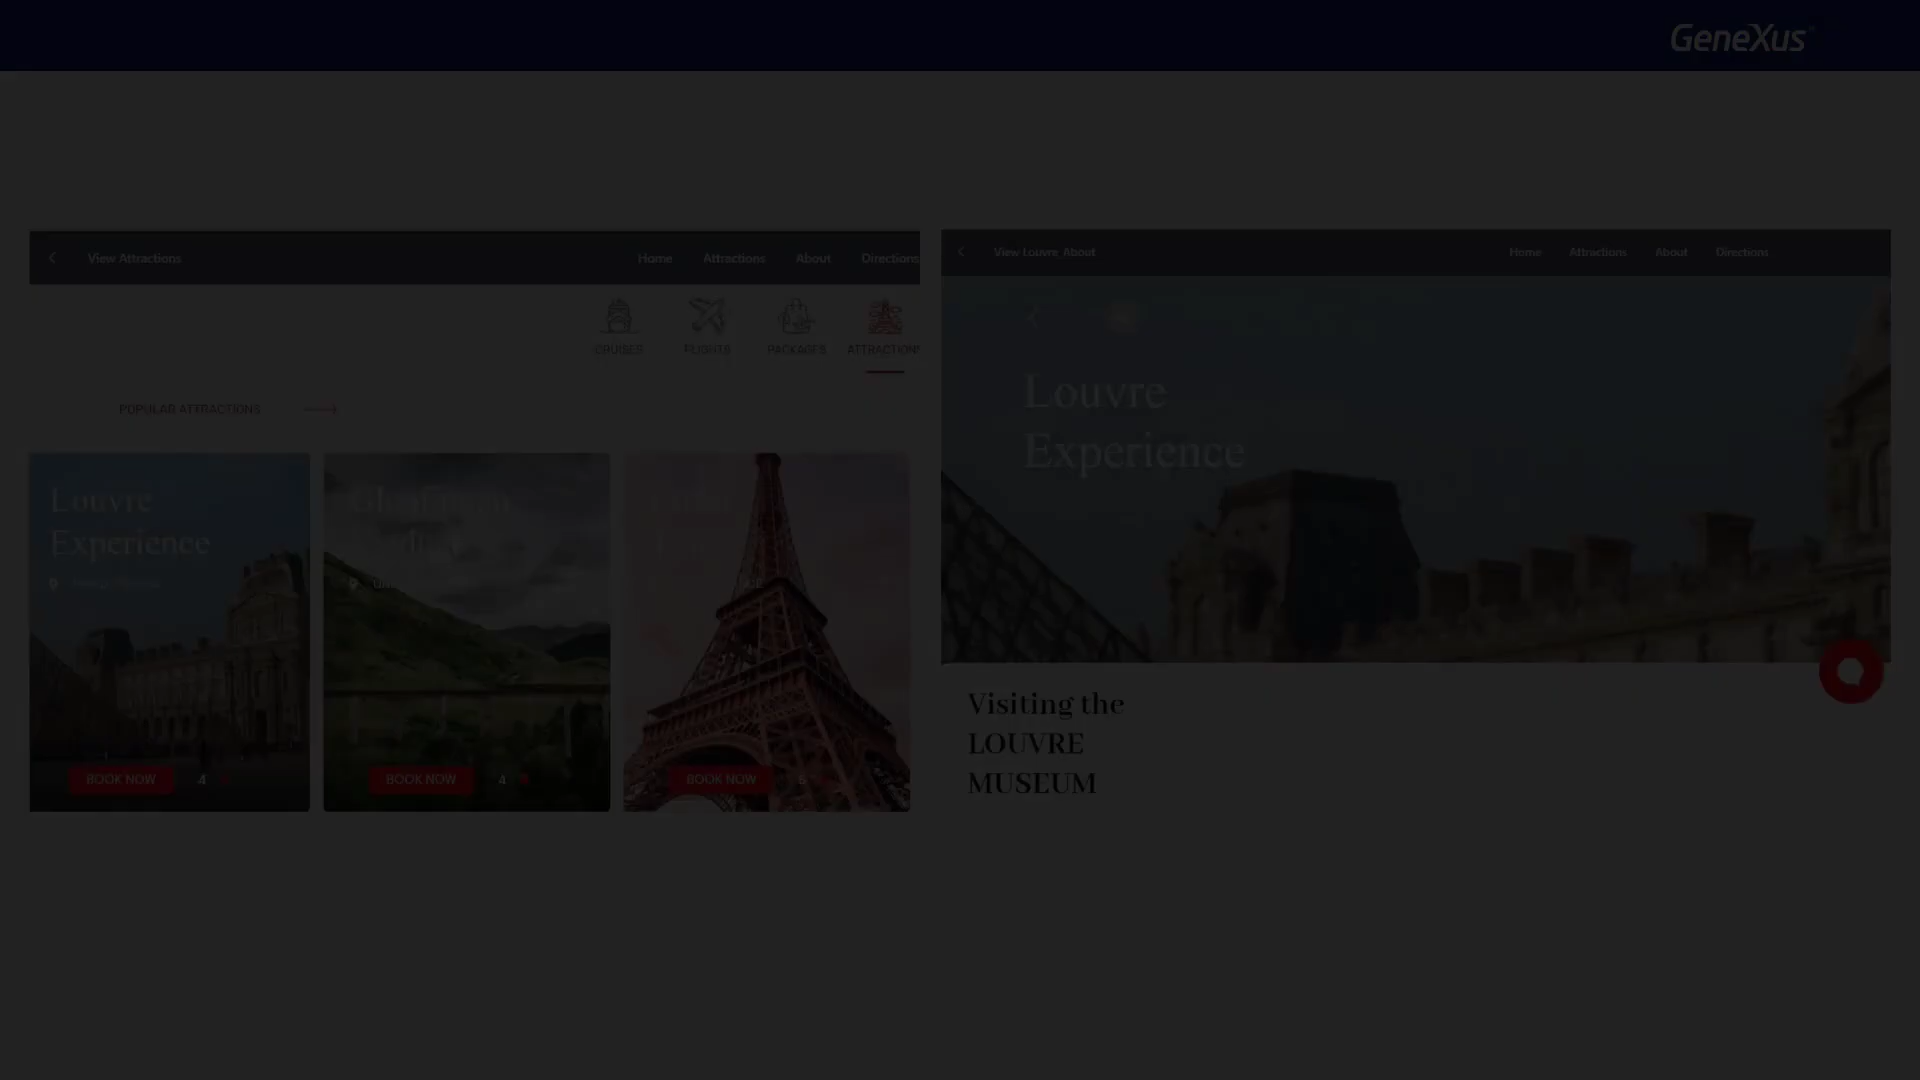 GeneXus
View Attractions
Home Attractions About Directions
CRUISES FLIGHTS PACKAGES ATTRACTIONS
POPULAR ATTRACTIONS
Louvre
Experience
BOOK NOW 4
BOOK NOW 4
BOOK NOW 5
View Louvre_About
Home Attractions About Directions
Louvre
Experience
Visiting the
LOUVRE
MUSEUM